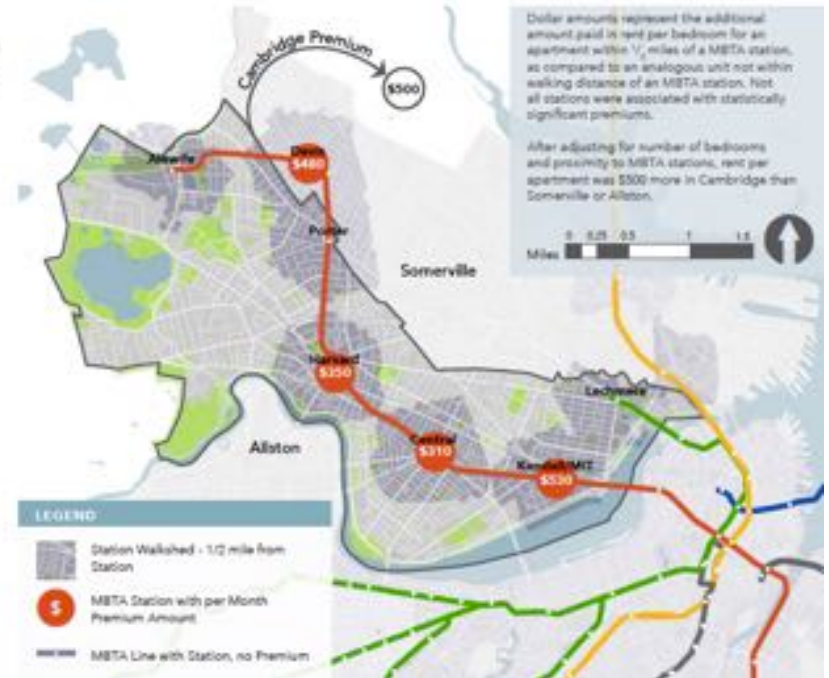 Dollar amounts represent the additional
amount paid in rent per bedroom for an
apartment within 1/2 miles of a MBTA station,
as compared to an analogous unit not within
walking distance of an MBTA station. Not
all stations were associated with statistically
significant premiums.
After adjusting for number of bedrooms
and proximity to MBTA stations, rent per
apartment was $500 more in Cambridge than
Somerville or Allston.
Miles
0 0.25 0.5 1 1.5
Cambridge Premium
$500
Alewife
Davis
$480
Porter
Somerville
Harvard
$350
Lechmere
Allston
Central
$310
Kendall/MIT
$530
LEGEND
Station Walkshed - 1/2 mile from
Station
$
MBTA Station with per Month
Premium Amount
MBTA Line with Station, no Premium